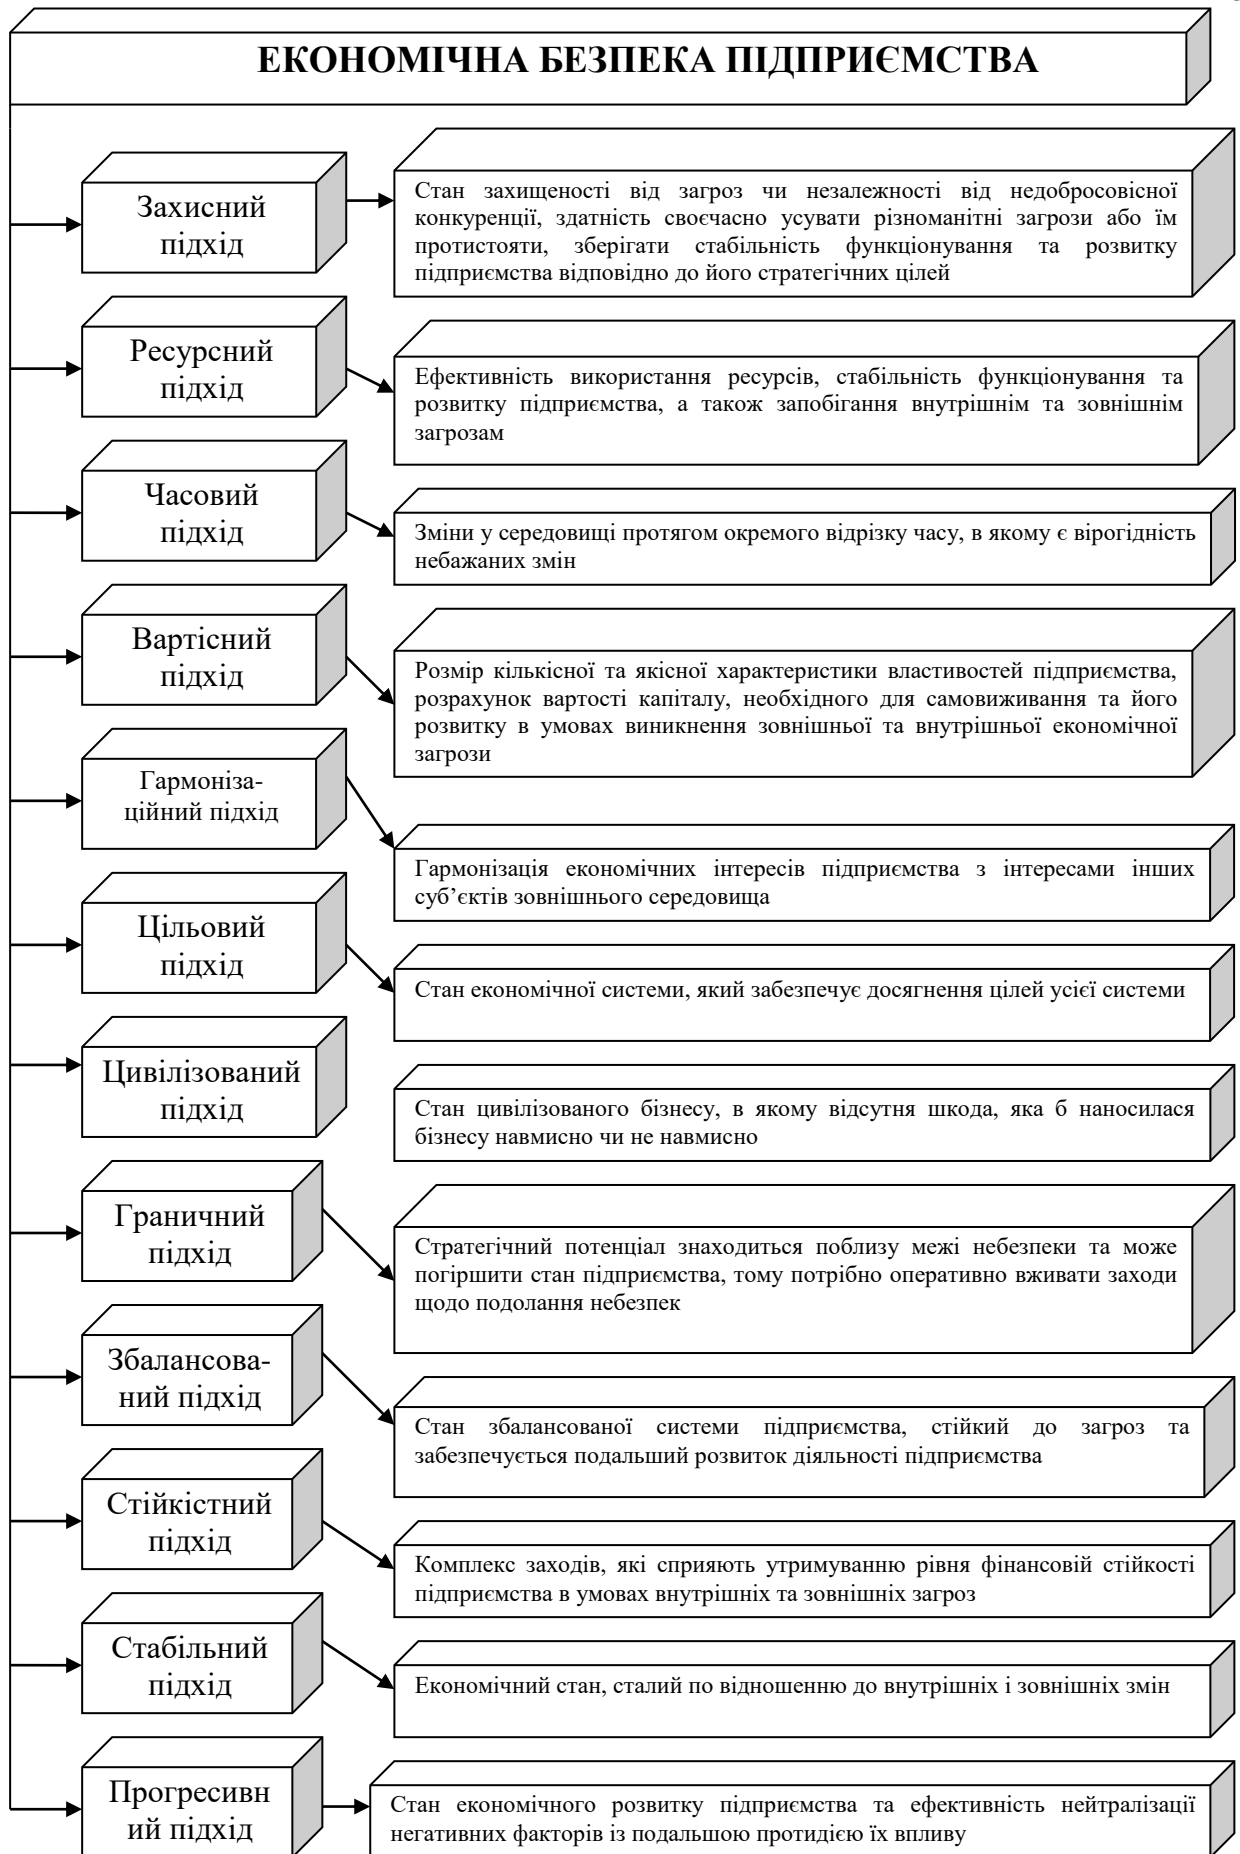 ЕКОНОМІЧНА БЕЗПЕКА ПІДПРИЄМСТВА
Захисний
підхід
Стан захищеності від загроз чи незалежності від недобросовісної
конкуренції, здатність своєчасно усувати різноманітні загрози або їм
протистояти, зберігати стабільність функціонування та розвитку
підприємства відповідно до його стратегічних цілей
Ресурсний
підхід
Ефективність використання ресурсів, стабільність функціонування та
розвитку підприємства, а також запобігання внутрішнім та зовнішнім
загрозам
Часовий
підхід
Зміни у середовищі протягом окремого відрізку часу, в якому є вірогідність
небажаних змін
Вартісний
підхід
Розмір кількісної та якісної характеристики властивостей підприємства,
розрахунок вартості капіталу, необхідного для самовиживання та його
розвитку в умовах виникнення зовнішньої та внутрішньої економічної
загрози
Гармоніза-
ційний підхід
Гармонізація економічних інтересів підприємства з інтересами інших
суб’єктів зовнішнього середовища
Цільовий
підхід
Стан економічної системи, який забезпечує досягнення цілей усієї системи
Цивілізований
підхід
Стан цивілізованого бізнесу, в якому відсутня шкода, яка б наносилася
бізнесу навмисно чи не навмисно
Граничний
підхід
Стратегічний потенціал знаходиться поблизу межі небезпеки та може
погіршити стан підприємства, тому потрібно оперативно вживати заходи
щодо подолання небезпек
Збалансова-
ний підхід
Стан збалансованої системи підприємства, стійкий до загроз та
забезпечується подальший розвиток діяльності підприємства
Стійкістний
підхід
Комплекс заходів, які сприяють утримуванню рівня фінансовій стійкості
підприємства в умовах внутрішніх та зовнішніх загроз
Стабільний
підхід
Економічний стан, сталий по відношенню до внутрішніх і зовнішніх змін
Прогресивн
ий підхід
Стан економічного розвитку підприємства та ефективність нейтралізації
негативних факторів із подальшою протидією їх впливу